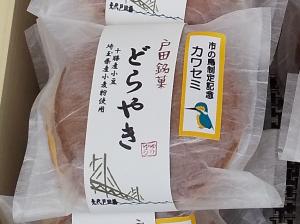 市の鳥制定記念
カワセミ
戸田銘菓
どらやき
十勝産小豆
埼玉県産小麦粉使用